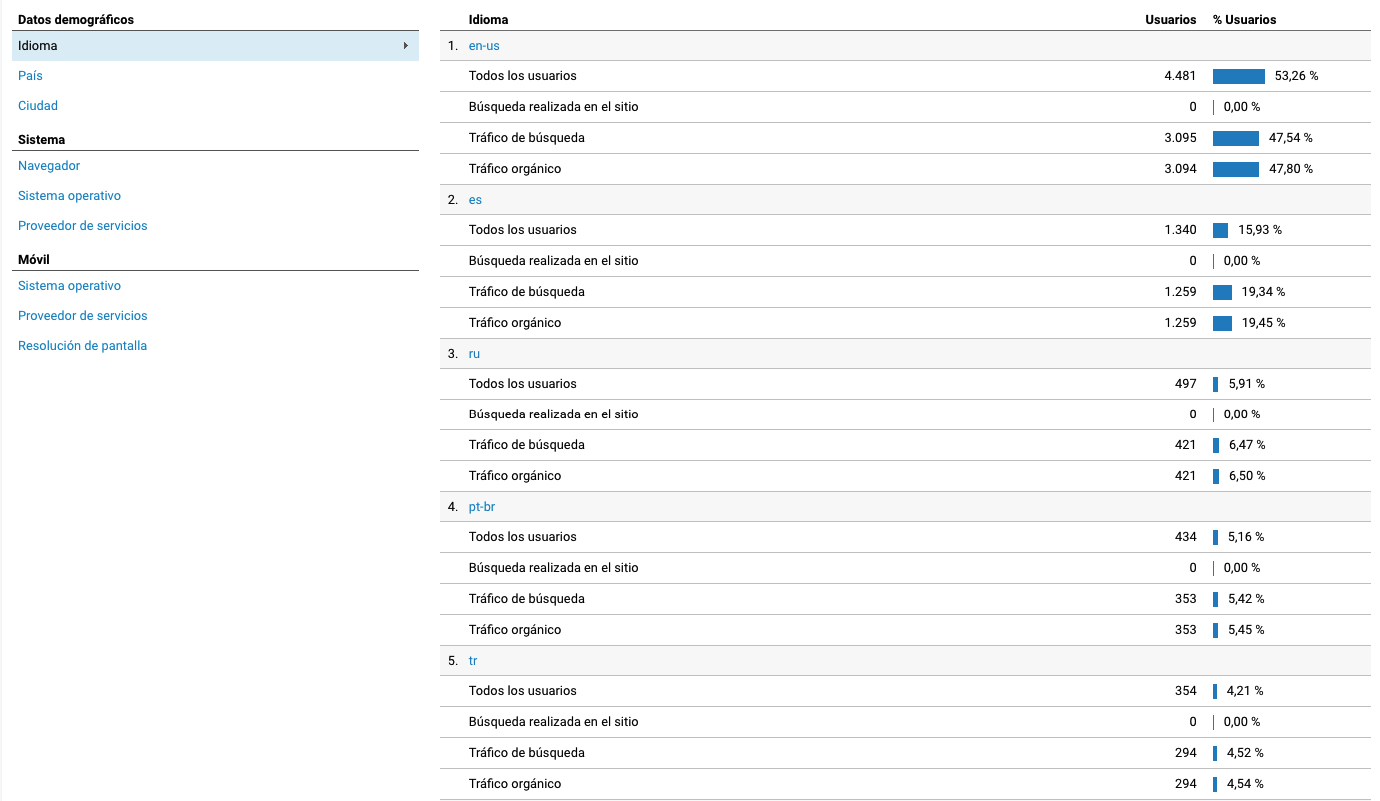 Datos demográficos
Idioma
País
Ciudad
Sistema
Navegador
Sistema operativo
Proveedor de servicios
Móvil
Sistema operativo
Proveedor de servicios
Resolución de pantalla
Idioma Usuarios % Usuarios
1. en-us
Todos los usuarios 4.481 53,26 %
Búsqueda realizada en el sitio 0 0,00 %
Tráfico de búsqueda 3.095 47,54 %
Tráfico orgánico 3.094 47,80 %
2. es
Todos los usuarios 1.340 15,93 %
Búsqueda realizada en el sitio 0 0,00 %
Tráfico de búsqueda 1.259 19,34 %
Tráfico orgánico 1.259 19,45 %
3. ru
Todos los usuarios 497 5,91 %
Búsqueda realizada en el sitio 0 0,00 %
Tráfico de búsqueda 421 6,47 %
Tráfico orgánico 421 6,50 %
4. pt-br
Todos los usuarios 434 5,16 %
Búsqueda realizada en el sitio 0 0,00 %
Tráfico de búsqueda 353 5,42 %
Tráfico orgánico 353 5,45 %
5. tr
Todos los usuarios 354 4,21 %
Búsqueda realizada en el sitio 0 0,00 %
Tráfico de búsqueda 294 4,52 %
Tráfico orgánico 294 4,54 %